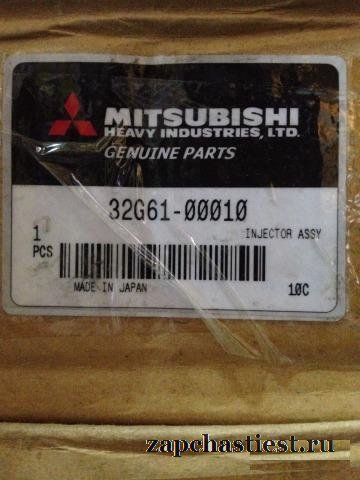 MITSUBISHI
HEAVY INDUSTRIES, LTD.
GENUINE PARTS
32G61-00010
1 INJECTOR ASSY
PCS
MADE IN JAPAN 10C
zapchastiest.ru